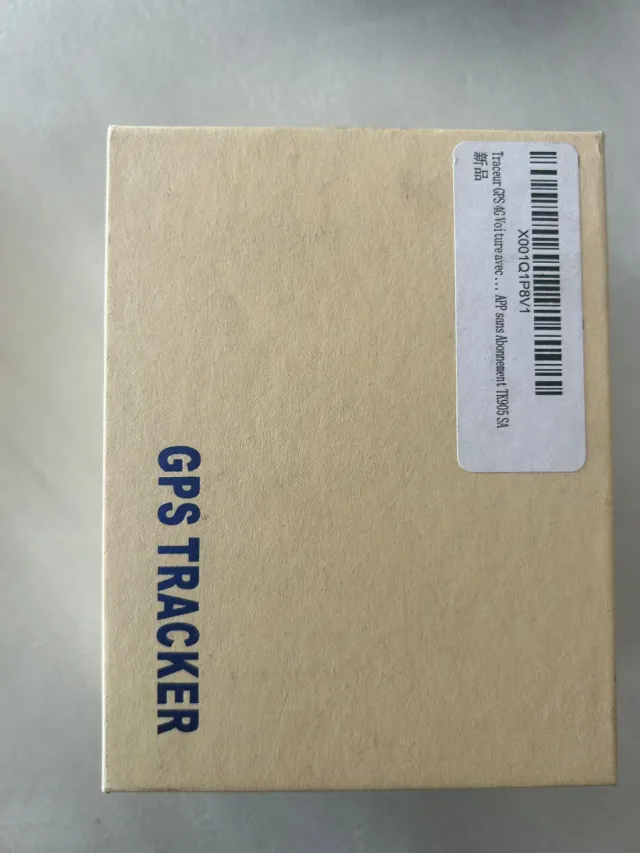 X001Q1P8V1
Traceur GPS 4G Voiture avec... APP sans Abonnement TK905 SA
新品
GPS TRACKER